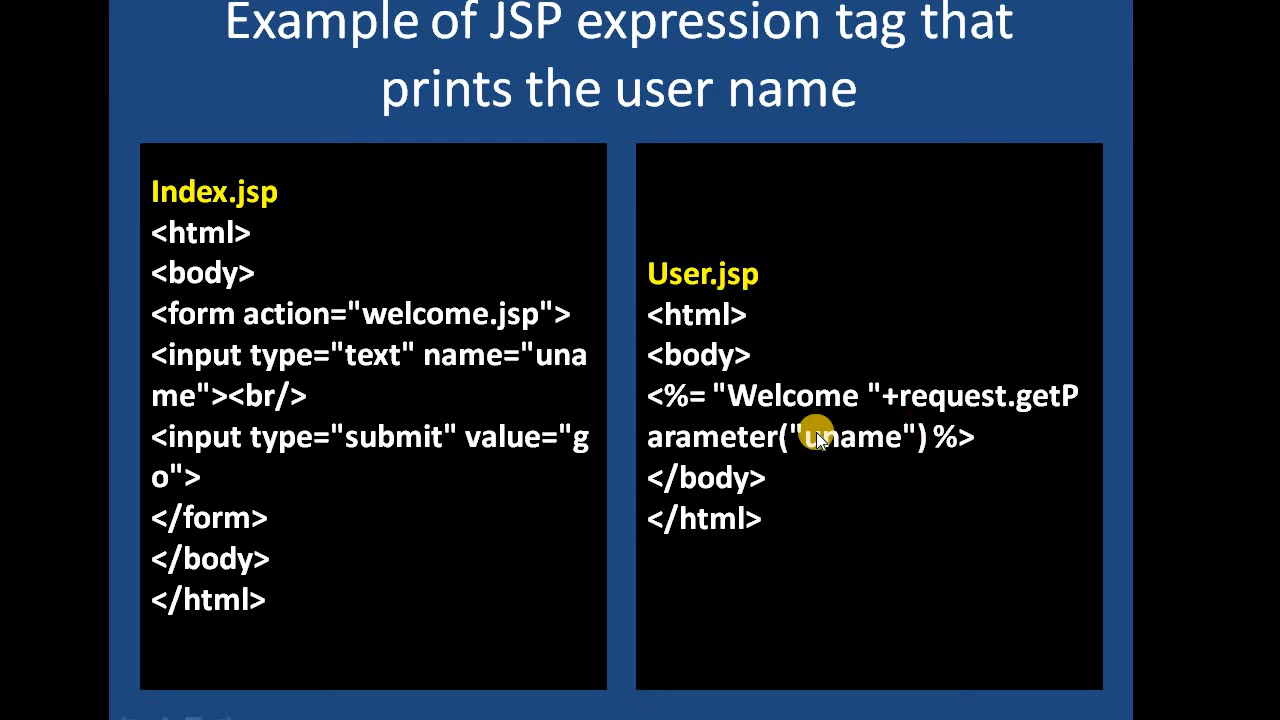 Example of JSP expression tag that
prints the user name
Index.jsp
<html>
<body>
<form action="welcome.jsp">
<input type="text" name="una
me"><br/>
<input type="submit" value="g
o">
</form>
</body>
</html>
User.jsp
<html>
<body>
<%= "Welcome "+request.getP
arameter("uname") %>
</body>
</html>